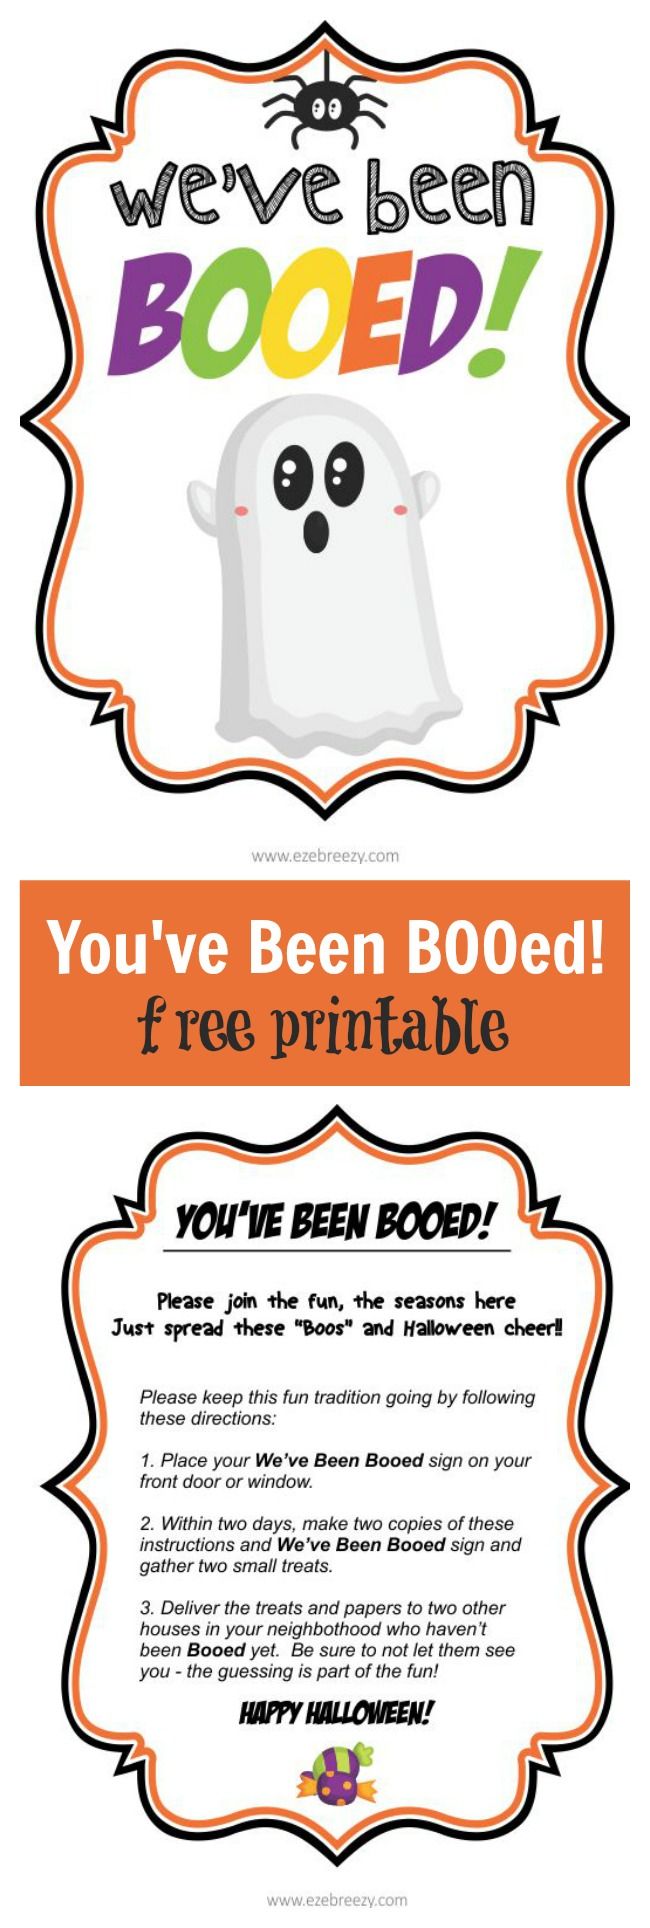 we've been
BOOED!
www.ezebreezy.com
You've Been BOOed!
free printable
YOU'VE BEEN BOOED!
Please join the fun, the seasons here
Just spread these "Boos" and Halloween cheer!!
Please keep this fun tradition going by following
these directions:
1. Place your We've Been Booed sign on your
front door or window.
2. Within two days, make two copies of these
instructions and We've Been Booed sign and
gather two small treats.
3. Deliver the treats and papers to two other
houses in your neighbothood who haven't
been Booed yet.  Be sure to not let them see
you - the guessing is part of the fun!
HAPPY HALLOWEEN!
www.ezebreezy.com